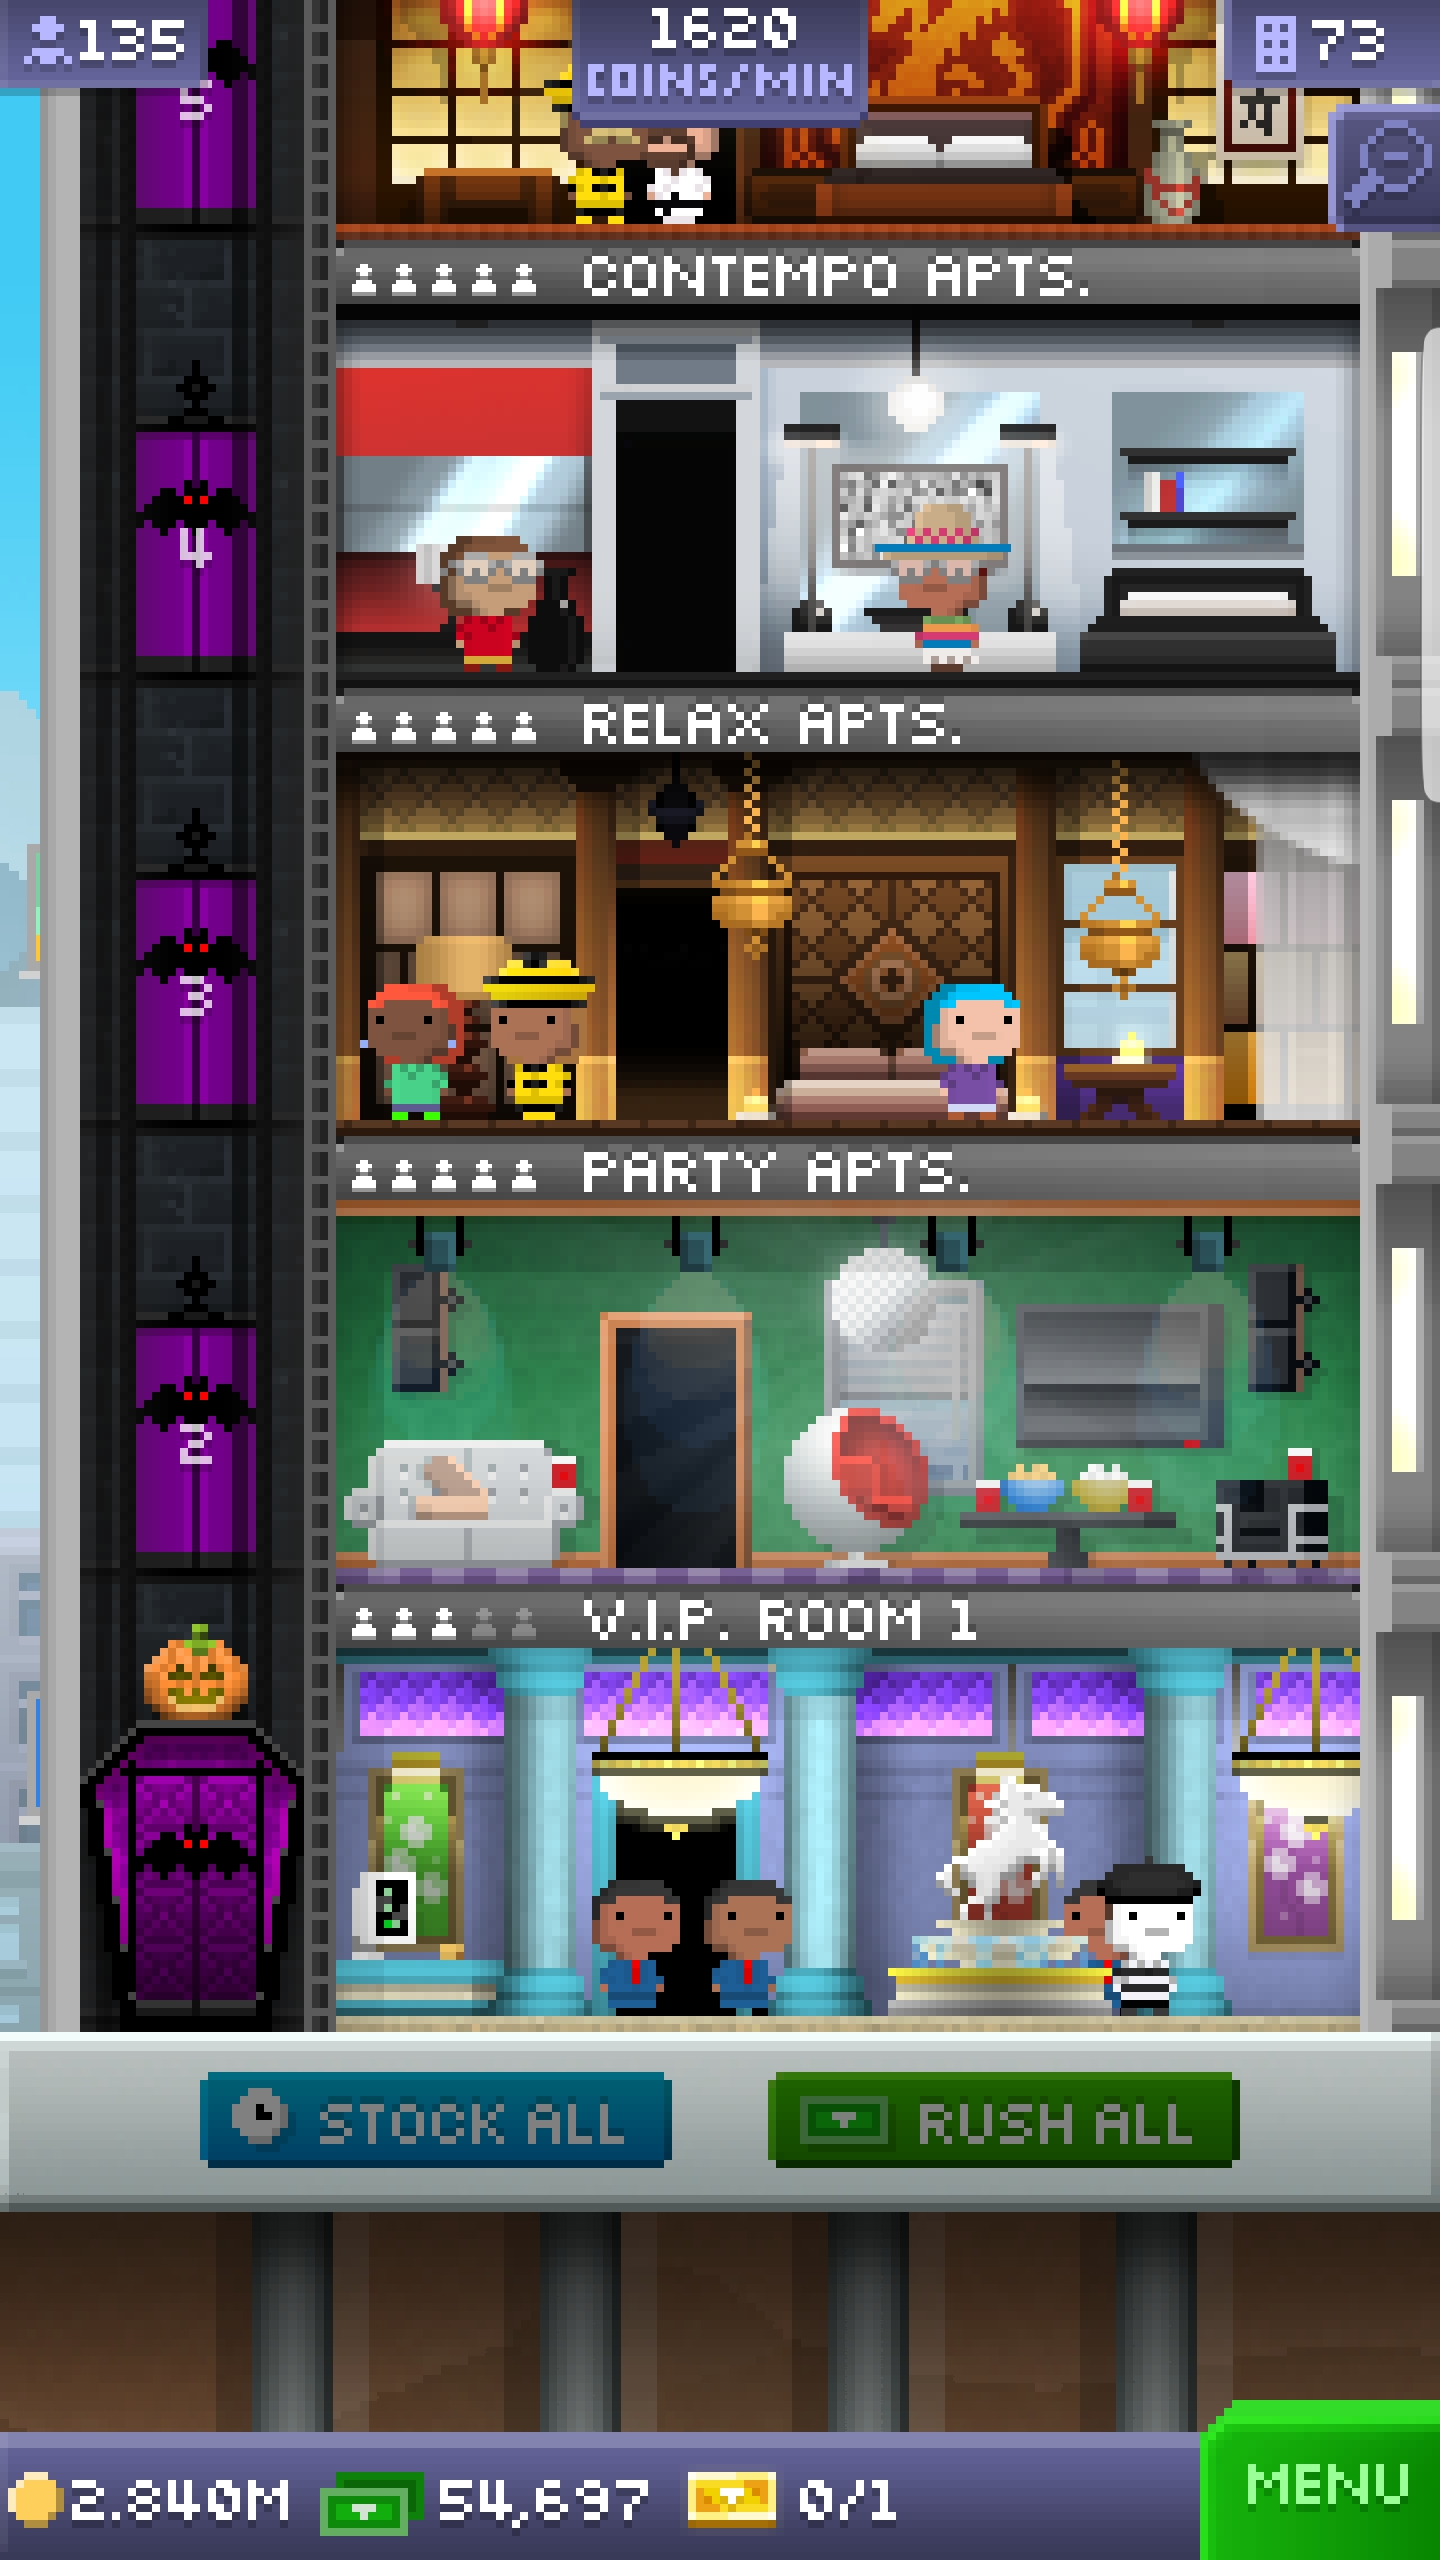 135
1620
COINS/MIN
73
5
CONTEMPO APTS.
4
RELAX APTS.
3
PARTY APTS.
2
V.I.P. ROOM 1
STOCK ALL
RUSH ALL
2.840M
54,697
0/1
MENU